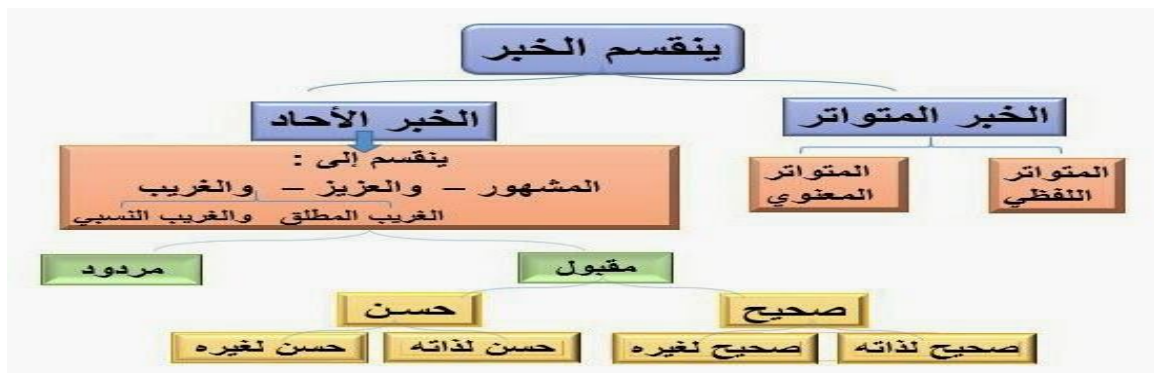 ينقسم الخبر
الخبر المتواتر
الخبر الأحاد
المتواتر اللفظي
المتواتر المعنوي
ينقسم إلى :
المشهور – والعزيز – والغريب
الغريب المطلق والغريب النسبي
مقبول
مردود
صحيح
حسن
صحيح لذاته
صحيح لغيره
حسن لذاته
حسن لغيره